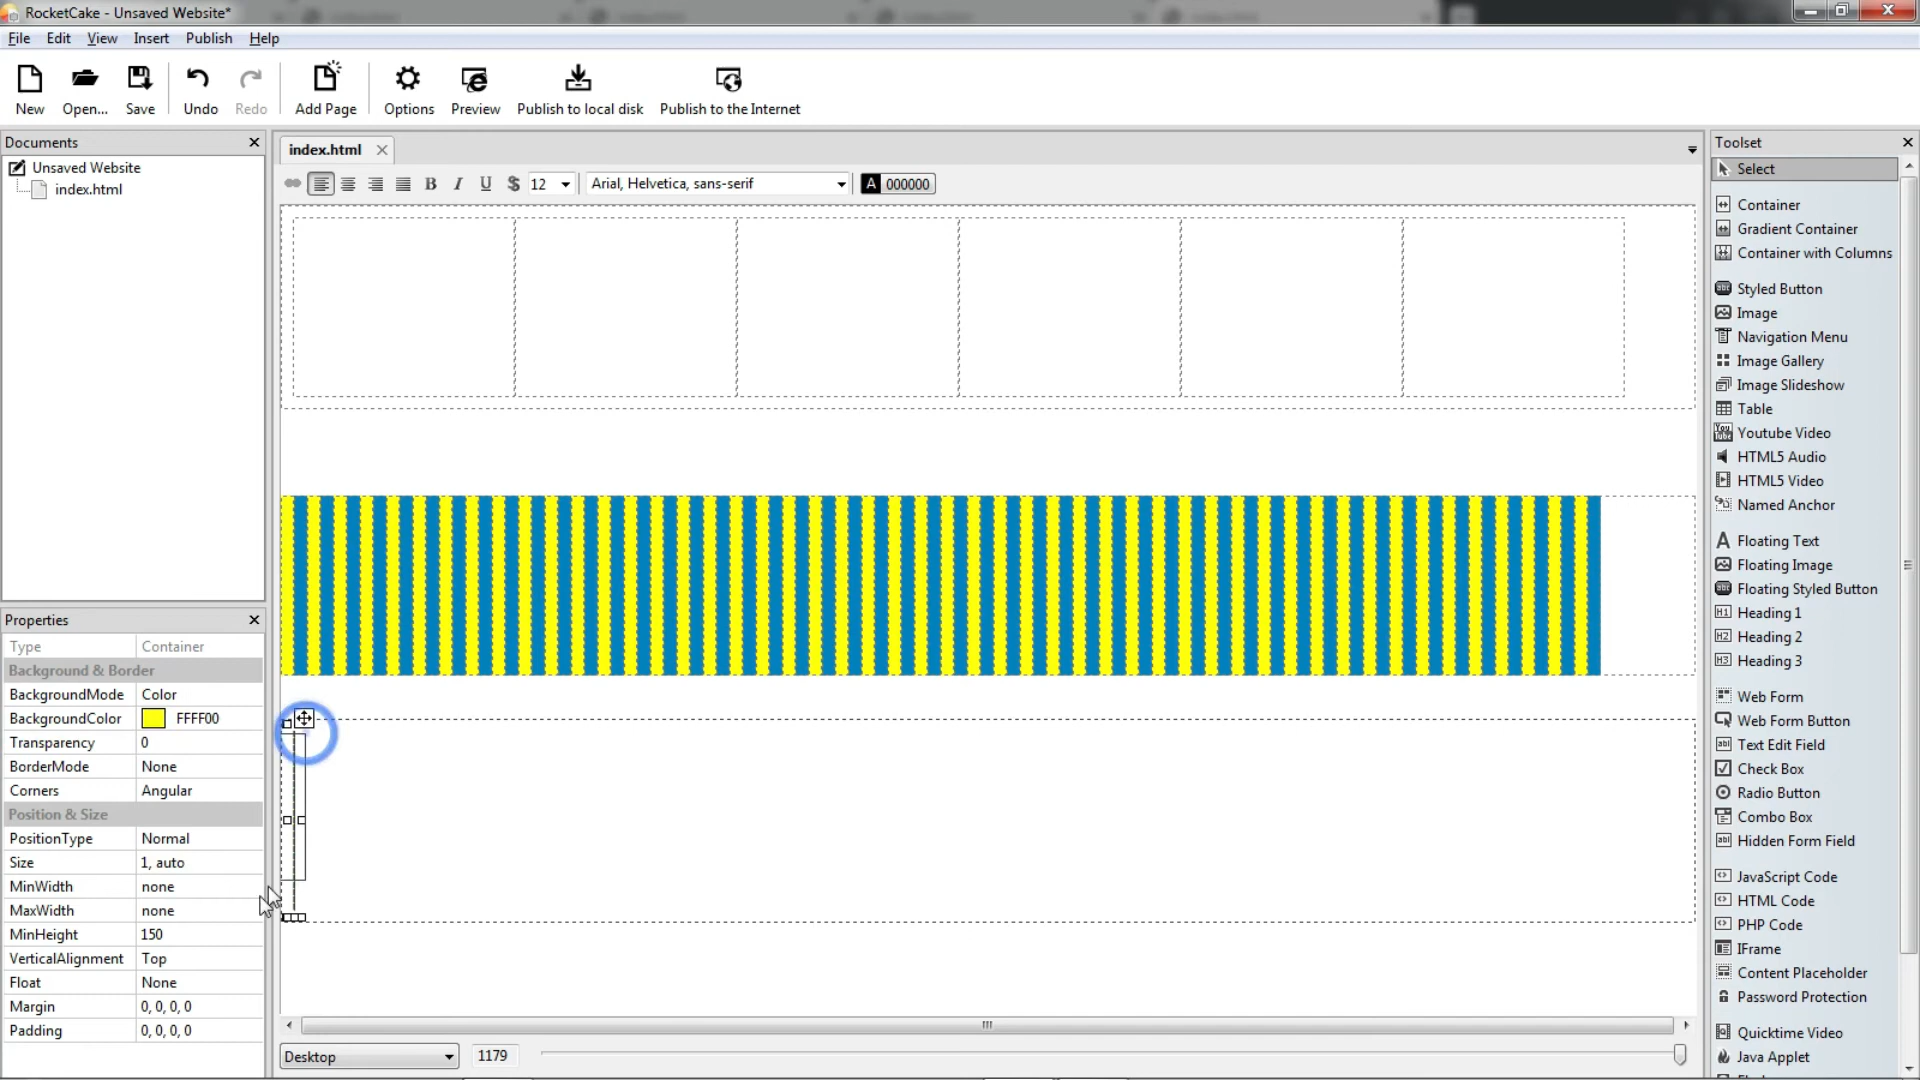 RocketCake - Unsaved Website*
File Edit View Insert Publish Help
New Open... Save Undo Redo Add Page Options Preview Publish to local disk Publish to the Internet
Documents
Unsaved Website
index.html
Properties
Type Container
Background & Border
BackgroundMode Color
BackgroundColor FFFF00
Transparency 0
BorderMode None
Corners Angular
Position & Size
PositionType Normal
Size 1, auto
MinWidth none
MaxWidth none
MinHeight 150
VerticalAlignment Top
Float None
Margin 0, 0, 0, 0
Padding 0, 0, 0, 0
index.html
B I U $ 12 Arial, Helvetica, sans-serif A 000000
Desktop 1179
Toolset
Select
Container
Gradient Container
Container with Columns
Styled Button
Image
Navigation Menu
Image Gallery
Image Slideshow
Table
Youtube Video
HTML5 Audio
HTML5 Video
Named Anchor
Floating Text
Floating Image
Floating Styled Button
Heading 1
Heading 2
Heading 3
Web Form
Web Form Button
Text Edit Field
Check Box
Radio Button
Combo Box
Hidden Form Field
JavaScript Code
HTML Code
PHP Code
IFrame
Content Placeholder
Password Protection
Quicktime Video
Java Applet